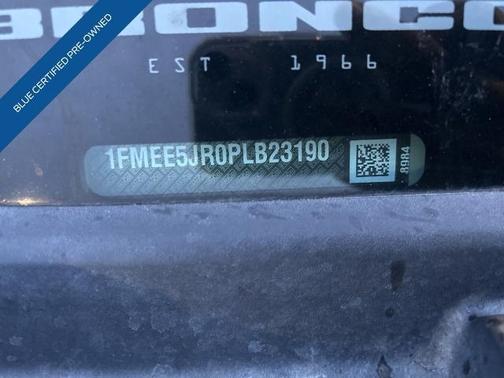 BRONCO
EST 1966
BLUE CERTIFIED PRE-OWNED
1FMEE5JR0PLB23190
8984